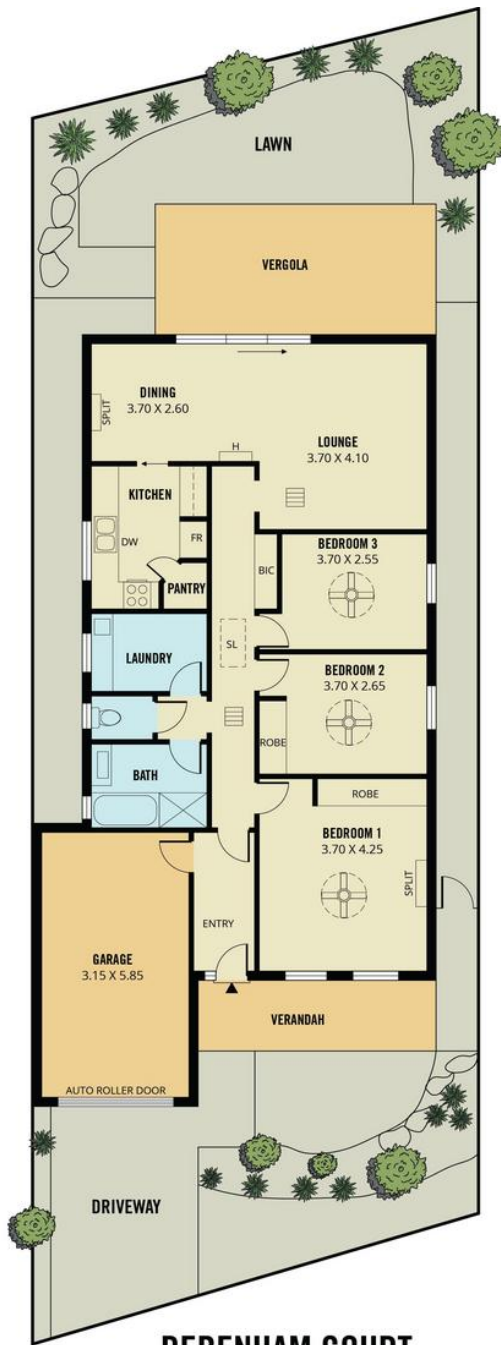 LAWN
VERGOLA
DINING
3.70 X 2.60
SPLIT
LOUNGE
3.70 X 4.10
H
KITCHEN
DW
FR
PANTRY
BIC
BEDROOM 3
3.70 X 2.55
LAUNDRY
SL
BEDROOM 2
3.70 X 2.65
ROBE
BATH
ROBE
BEDROOM 1
3.70 X 4.25
SPLIT
ENTRY
GARAGE
3.15 X 5.85
VERANDAH
AUTO ROLLER DOOR
DRIVEWAY